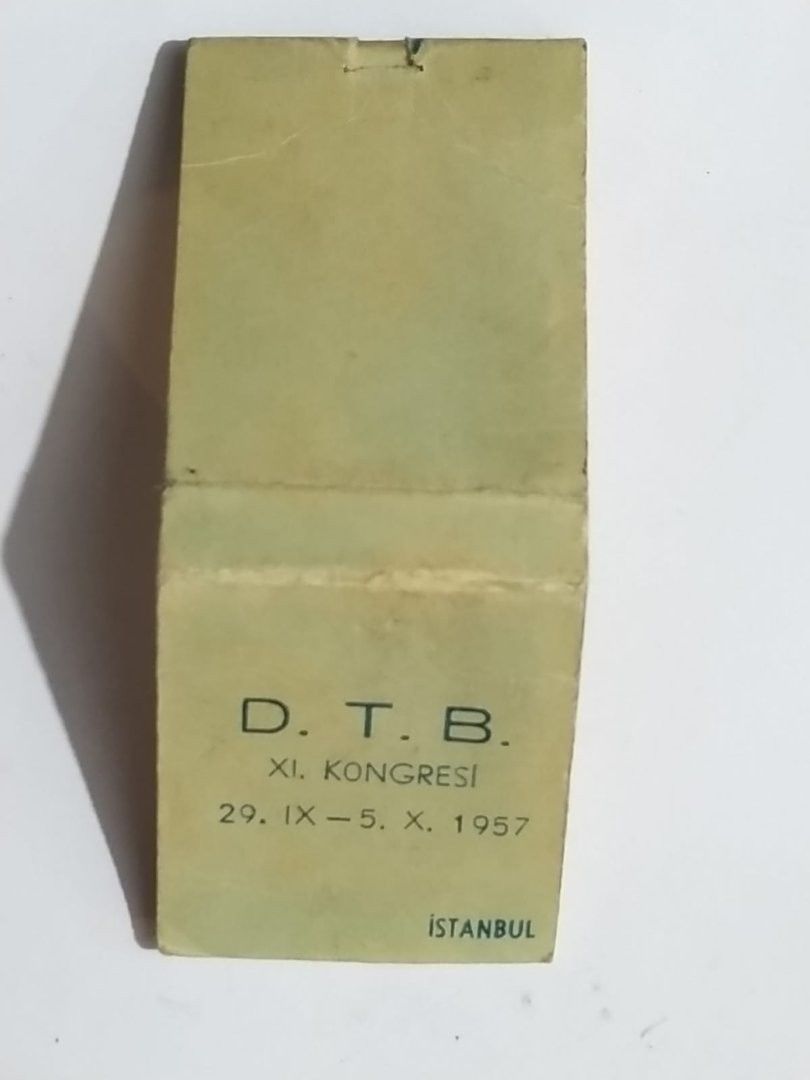 D. T. B.
XI. KONGRESİ
29. IX – 5. X. 1957
İSTANBUL